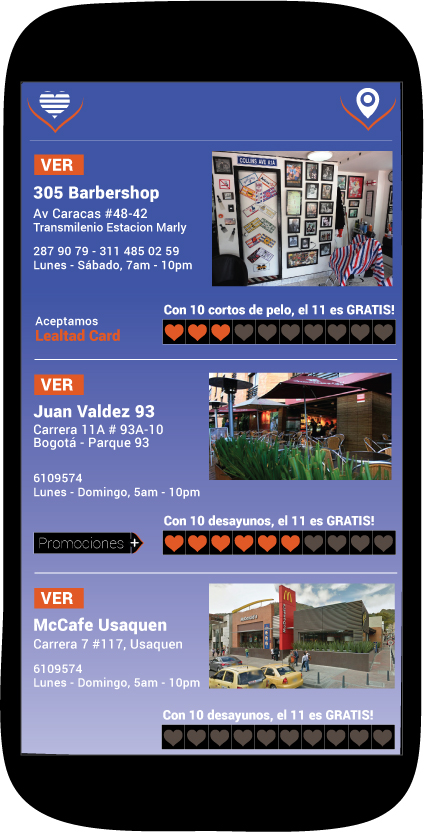 VER
305 Barbershop
Av Caracas #48-42
Transmilenio Estacion Marly
287 90 79 - 311 485 02 59
Lunes - Sábado, 7am - 10pm
COLLINS AVE A1A
Con 10 cortos de pelo, el 11 es GRATIS!
Aceptamos
Lealtad Card
VER
Juan Valdez 93
Carrera 11A # 93A-10
Bogotá - Parque 93
6109574
Lunes - Domingo, 5am - 10pm
Con 10 desayunos, el 11 es GRATIS!
Promociones +
VER
McCafe Usaquen
Carrera 7 #117, Usaquen
6109574
Lunes - Domingo, 5am - 10pm
Con 10 desayunos, el 11 es GRATIS!